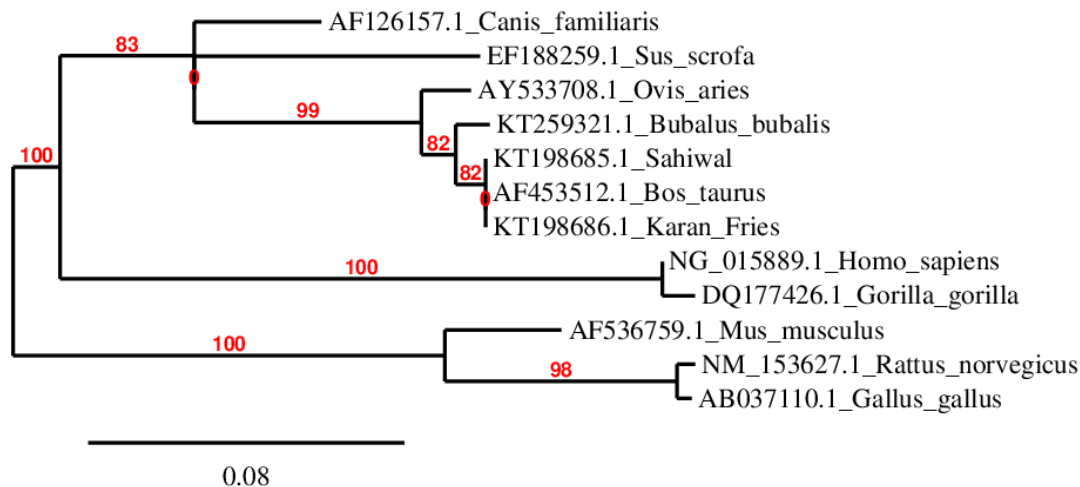 AF126157.1_Canis_familiaris
83
EF188259.1_Sus_scrofa
0
AY533708.1_Ovis_aries
99
KT259321.1_Bubalus_bubalis
82
100
KT198685.1_Sahiwal
82
AF453512.1_Bos_taurus
0
KT198686.1_Karan_Fries
NG_015889.1_Homo_sapiens
100
DQ177426.1_Gorilla_gorilla
AF536759.1_Mus_musculus
100
NM_153627.1_Rattus_norvegicus
98
AB037110.1_Gallus_gallus
0.08